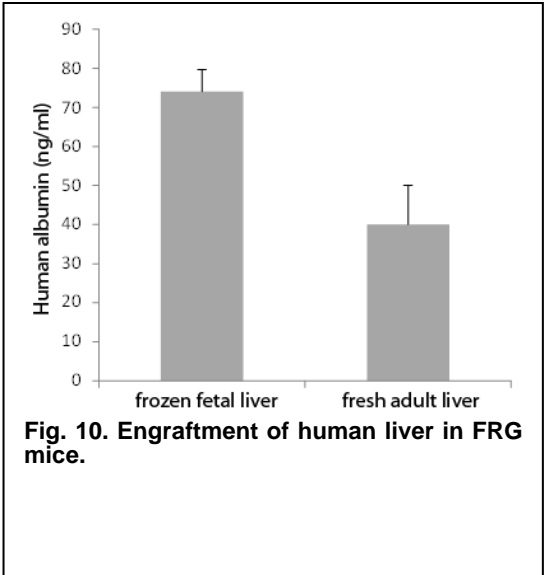 Human albumin (ng/ml)
90
80
70
60
50
40
30
20
10
0
frozen fetal liver
fresh adult liver
Fig. 10. Engraftment of human liver in FRG
mice.